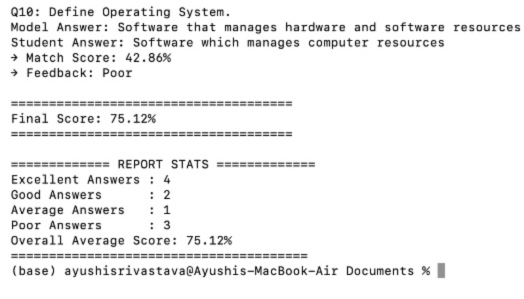 Q10: Define Operating System.
Model Answer: Software that manages hardware and software resources
Student Answer: Software which manages computer resources
→ Match Score: 42.86%
→ Feedback: Poor
=====================================
Final Score: 75.12%
=====================================
============= REPORT STATS =============
Excellent Answers : 4
Good Answers      : 2
Average Answers   : 1
Poor Answers      : 3
Overall Average Score: 75.12%
=======================================
(base) ayushisrivastava@Ayushis-MacBook-Air Documents %